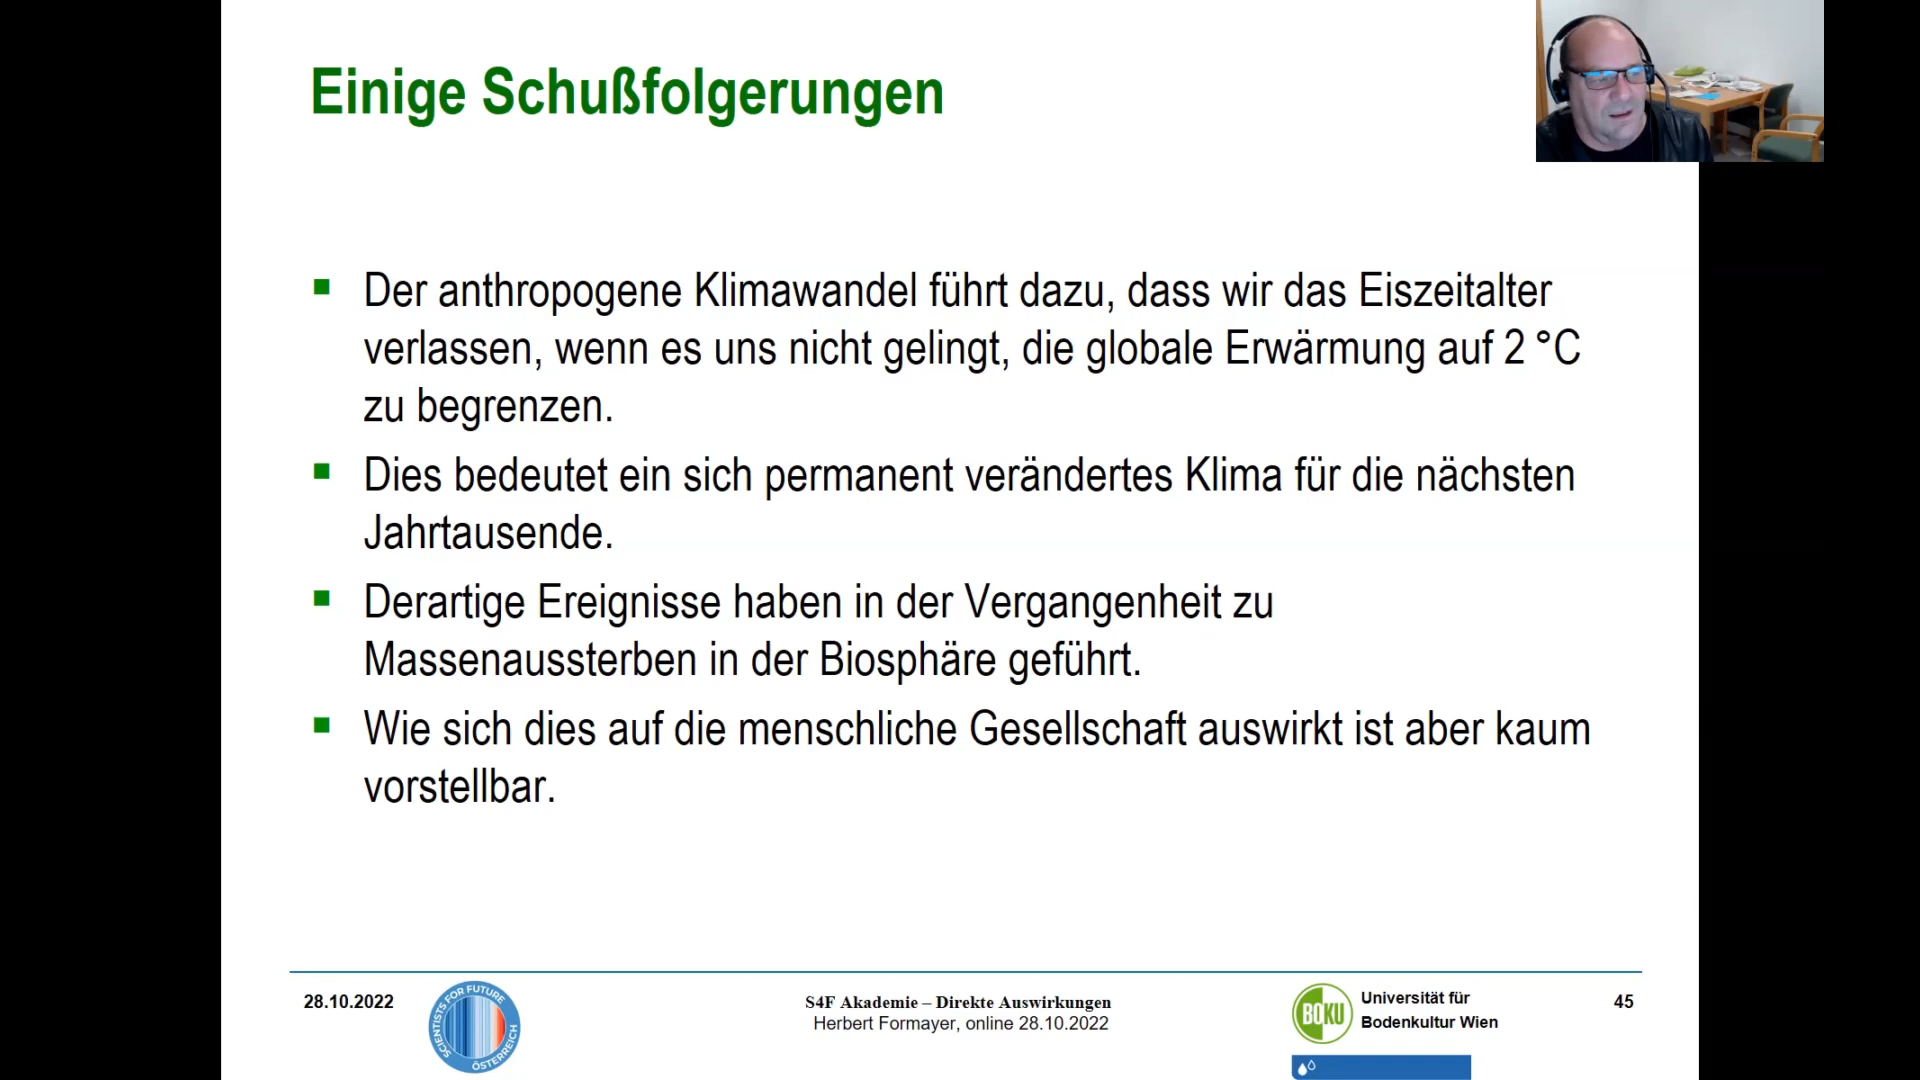 Einige Schußfolgerungen
Der anthropogene Klimawandel führt dazu, dass wir das Eiszeitalter
verlassen, wenn es uns nicht gelingt, die globale Erwärmung auf 2 °C
zu begrenzen.
Dies bedeutet ein sich permanent verändertes Klima für die nächsten
Jahrtausende.
Derartige Ereignisse haben in der Vergangenheit zu
Massenaussterben in der Biosphäre geführt.
Wie sich dies auf die menschliche Gesellschaft auswirkt ist aber kaum
vorstellbar.
28.10.2022
SCIENTISTS FOR FUTURE
ÖSTERREICH
S4F Akademie – Direkte Auswirkungen
Herbert Formayer, online 28.10.2022
BOKU
Universität für
Bodenkultur Wien
45